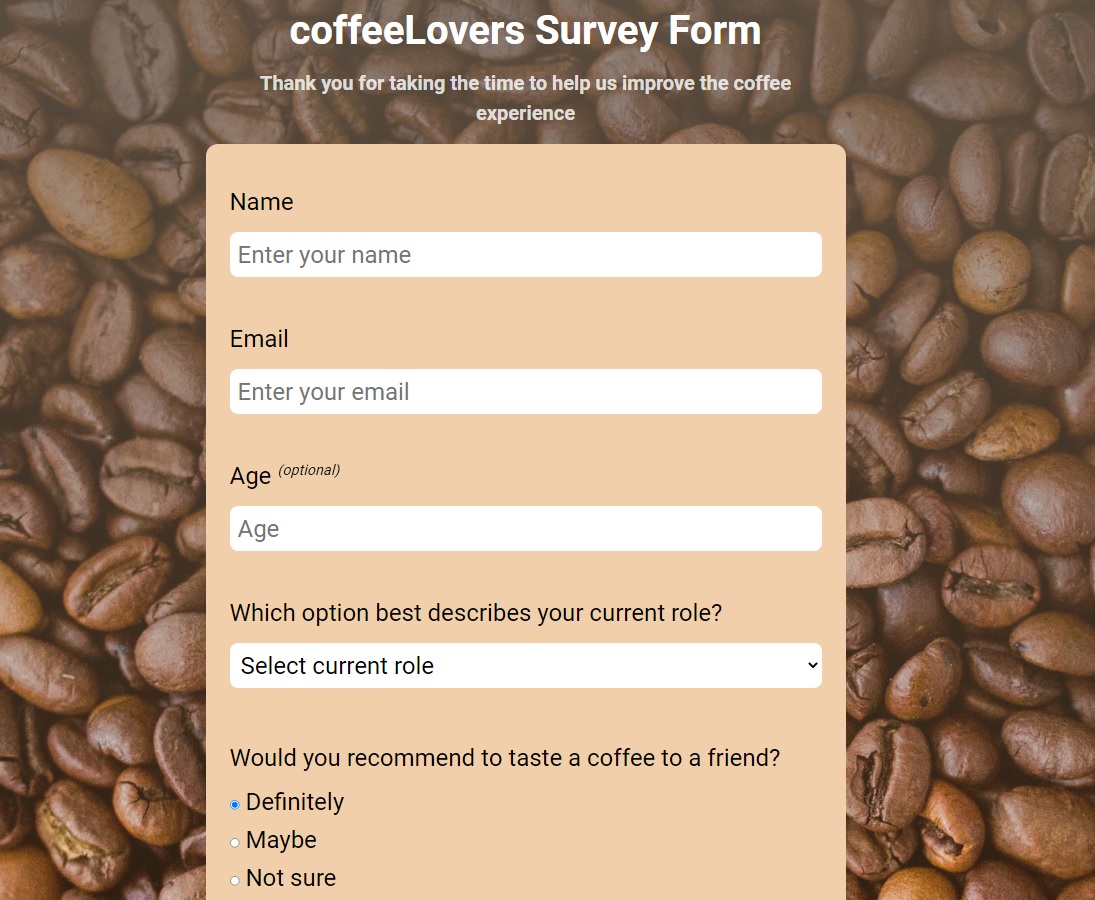 coffeeLovers Survey Form
Thank you for taking the time to help us improve the coffee
experience
Name
Enter your name
Email
Enter your email
Age (optional)
Age
Which option best describes your current role?
Select current role
Would you recommend to taste a coffee to a friend?
Definitely
Maybe
Not sure